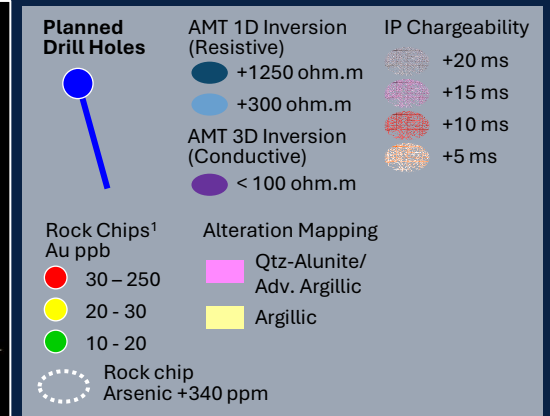 Planned
Drill Holes
AMT 1D Inversion
(Resistive)
+1250 ohm.m
+300 ohm.m
AMT 3D Inversion
(Conductive)
< 100 ohm.m
IP Chargeability
+20 ms
+15 ms
+10 ms
+5 ms
Rock Chips¹
Au ppb
30 – 250
20 - 30
10 - 20
Rock chip
Arsenic +340 ppm
Alteration Mapping
Qtz-Alunite/
Adv. Argillic
Argillic